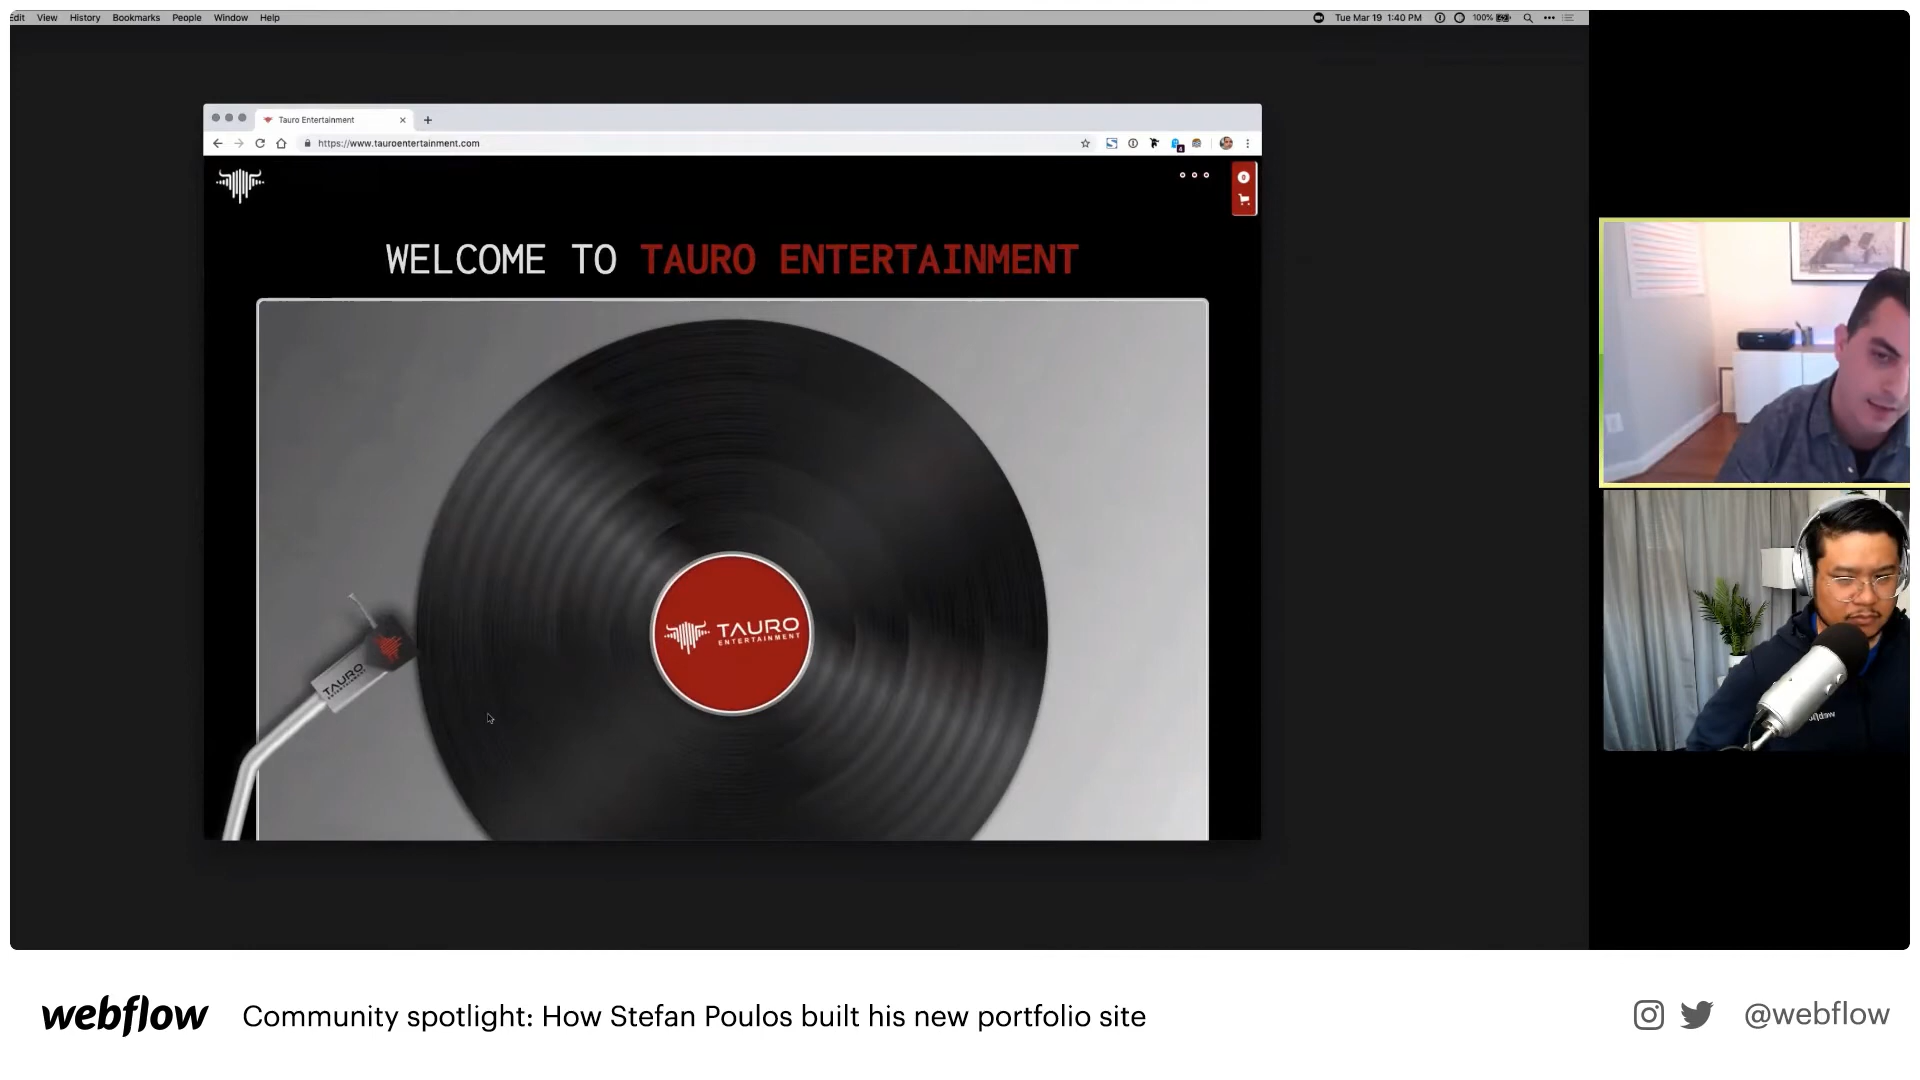 Edit View History Bookmarks People Window Help
Tue Mar 19 1:40 PM 100%
Tauro Entertainment
https://www.tauroentertainment.com
0
WELCOME TO TAURO ENTERTAINMENT
TAURO
ENTERTAINMENT
TAURO
ENTERTAINMENT
webflow
Community spotlight: How Stefan Poulos built his new portfolio site
@webflow